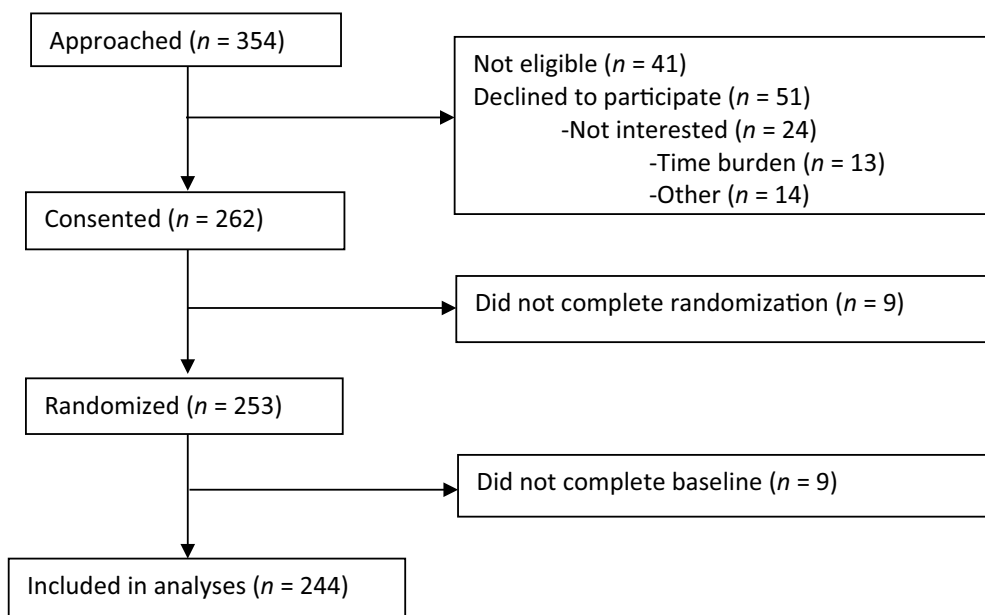 Approached (n = 354)
Not eligible (n = 41)
Declined to participate (n = 51)
-Not interested (n = 24)
-Time burden (n = 13)
-Other (n = 14)
Consented (n = 262)
Did not complete randomization (n = 9)
Randomized (n = 253)
Did not complete baseline (n = 9)
Included in analyses (n = 244)